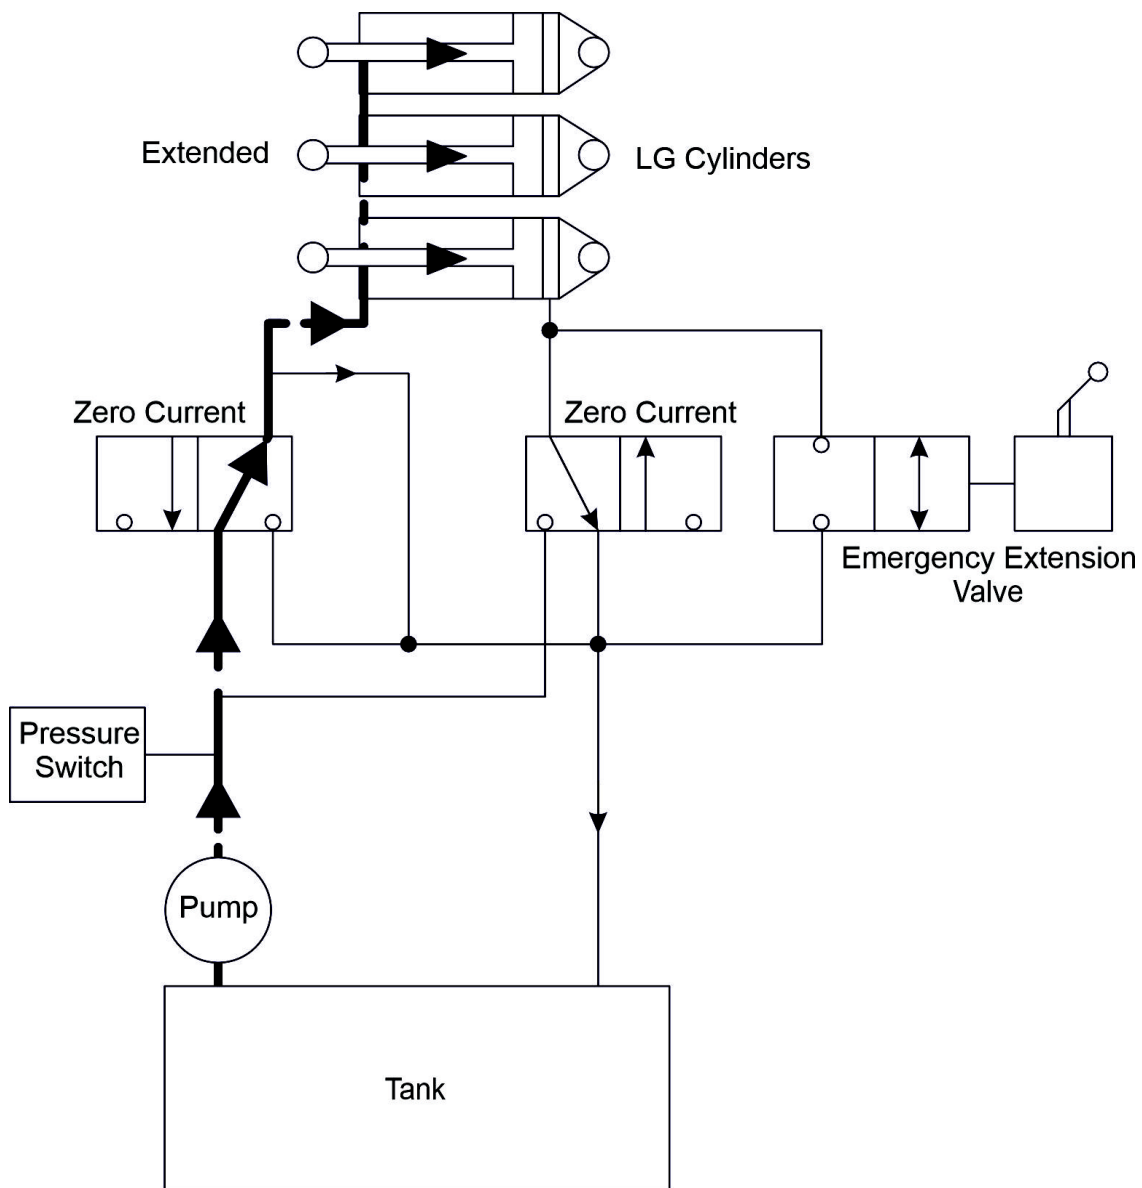 Extended
LG Cylinders
Zero Current
Zero Current
Emergency Extension
Valve
Pressure
Switch
Pump
Tank